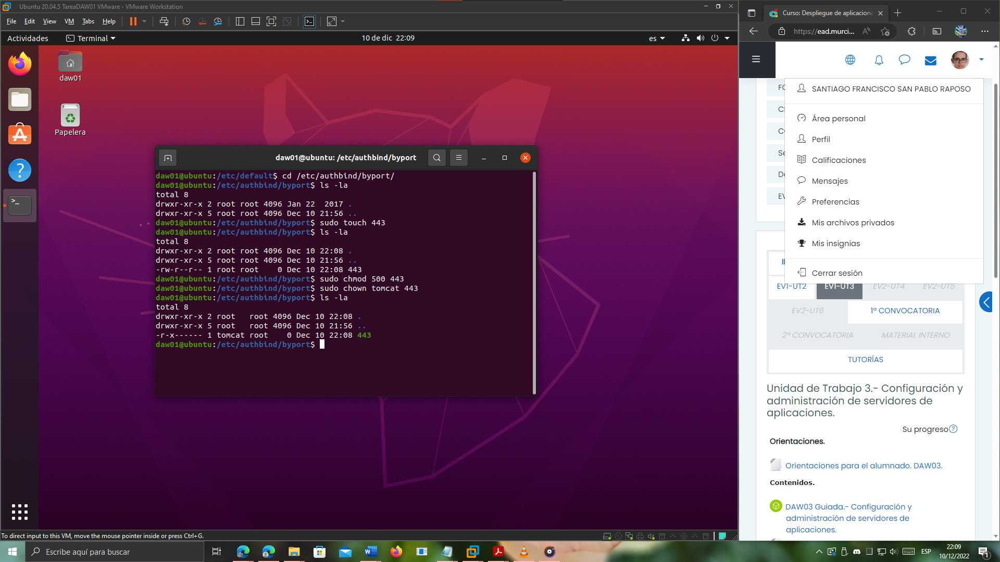 Ubuntu 20.04.5 TareaDAW01 VMware - VMware Workstation
File Edit View VM Tabs Help
Actividades Terminal 10 de dic 22:09 es
daw01
Papelera
daw01@ubuntu: /etc/authbind/byport
daw01@ubuntu:/etc/default$ cd /etc/authbind/byport/
daw01@ubuntu:/etc/authbind/byport$ ls -la
total 8
drwxr-xr-x 2 root root 4096 Jan 22  2017 .
drwxr-xr-x 5 root root 4096 Dec 10 21:56 ..
daw01@ubuntu:/etc/authbind/byport$ sudo touch 443
daw01@ubuntu:/etc/authbind/byport$ ls -la
total 8
drwxr-xr-x 2 root root 4096 Dec 10 22:08 .
drwxr-xr-x 5 root root 4096 Dec 10 21:56 ..
-rw-r--r-- 1 root root    0 Dec 10 22:08 443
daw01@ubuntu:/etc/authbind/byport$ sudo chmod 500 443
daw01@ubuntu:/etc/authbind/byport$ sudo chown tomcat 443
daw01@ubuntu:/etc/authbind/byport$ ls -la
total 8
drwxr-xr-x 2 root   root 4096 Dec 10 22:08 .
drwxr-xr-x 5 root   root 4096 Dec 10 21:56 ..
-r-x------ 1 tomcat root    0 Dec 10 22:08 443
daw01@ubuntu:/etc/authbind/byport$
To direct input to this VM, move the mouse pointer inside or press Ctrl+G.
Curso: Despliegue de aplicacione
https://ead.murci...
SANTIAGO FRANCISCO SAN PABLO RAPOSO
Área personal
Perfil
Calificaciones
Mensajes
Preferencias
Mis archivos privados
Mis insignias
Cerrar sesión
EV1-UT2 EV1-UT3 EV2-UT4 EV2-UT5
EV2-UT6 1ª CONVOCATORIA
2ª CONVOCATORIA MATERIAL INTERNO
TUTORÍAS
Unidad de Trabajo 3.- Configuración y
administración de servidores de
aplicaciones.
Su progreso
Orientaciones.
Orientaciones para el alumnado. DAW03.
Contenidos.
DAW03 Guiada.- Configuración y
administración de servidores de
aplicaciones.
Escribe aquí para buscar
ESP
22:09
10/12/2022
1